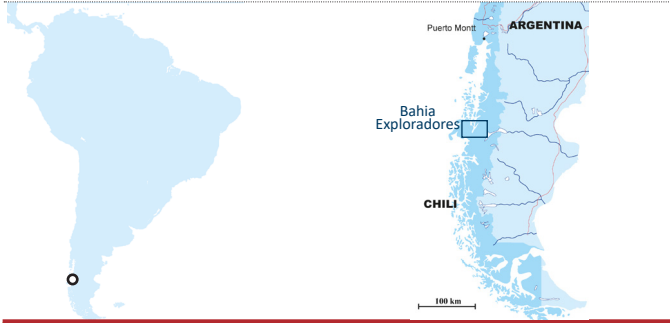 Puerto Montt
ARGENTINA
Bahia
Exploradores
CHILI
100 km